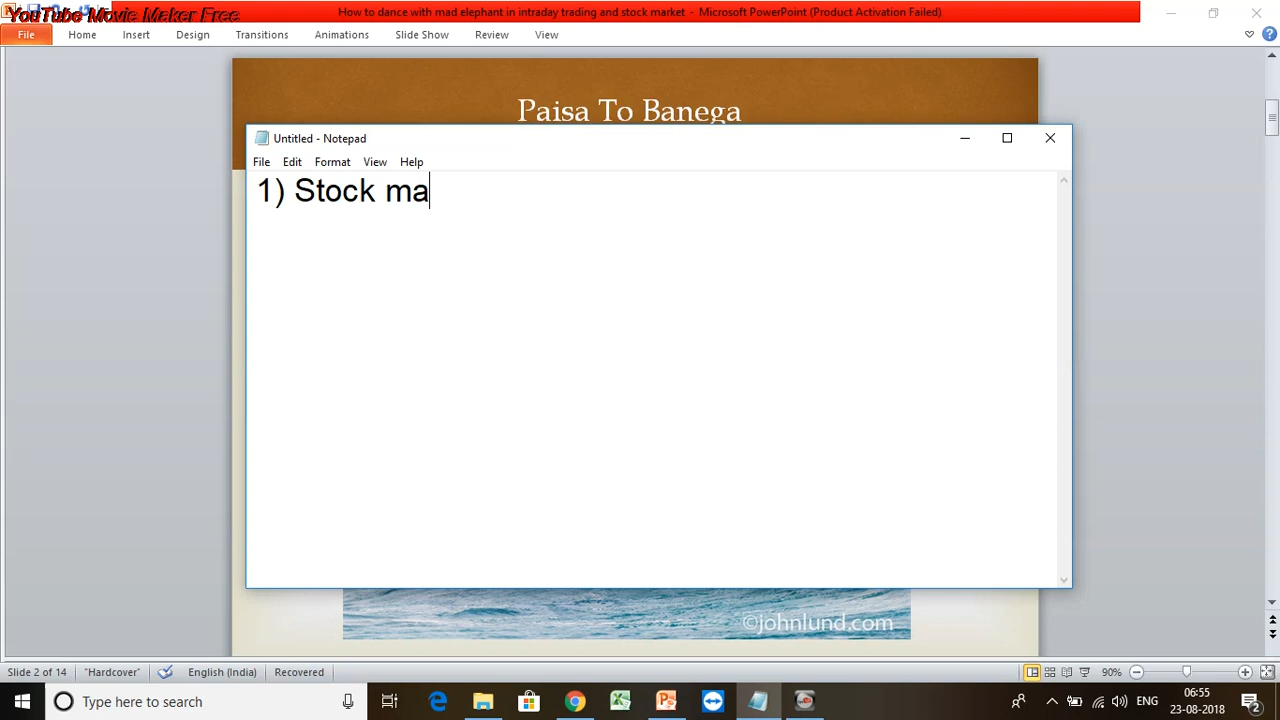 YouTube Movie Maker Free
How to dance with mad elephant in intraday trading and stock market - Microsoft PowerPoint (Product Activation Failed)
File Home Insert Design Transitions Animations Slide Show Review View
Paisa To Banega
Untitled - Notepad
File Edit Format View Help
1) Stock ma
©johnlund.com
Slide 2 of 14 "Hardcover" English (India) Recovered 90%
Type here to search
ENG
06:55
23-08-2018
2